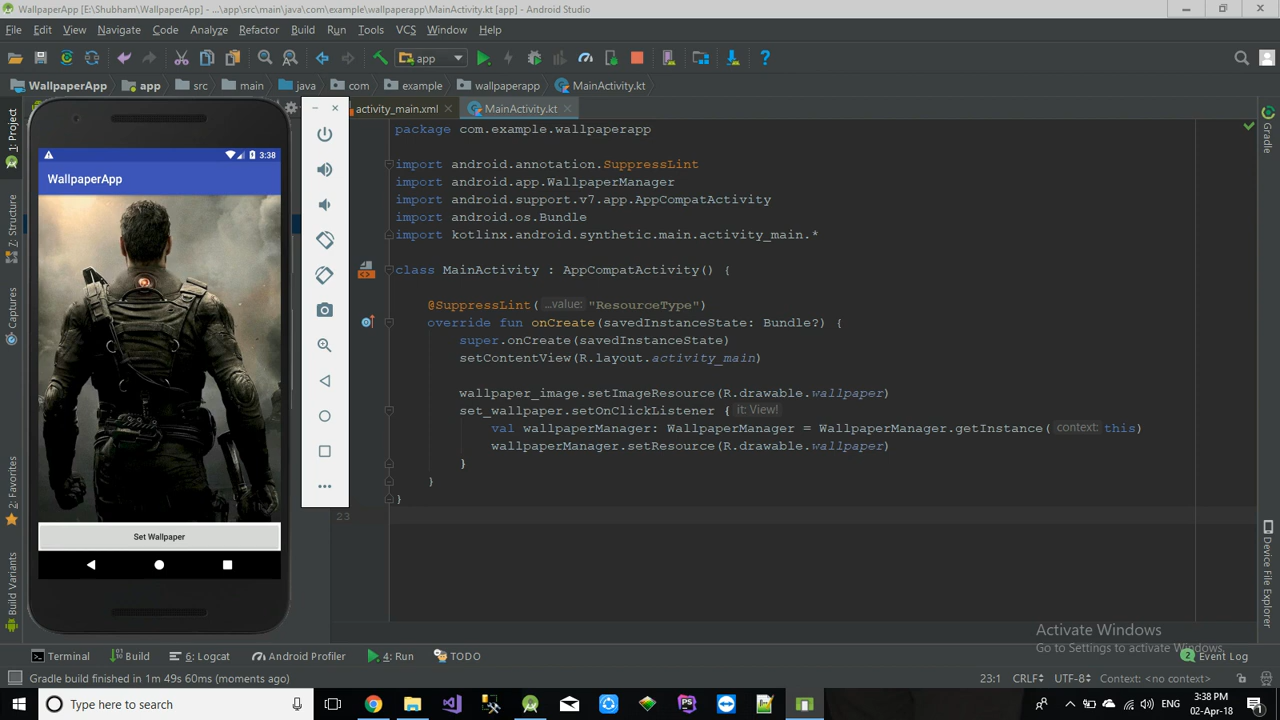 WallpaperApp [E:\Shubham\WallpaperApp] - ...\app\src\main\java\com\example\wallpaperapp\MainActivity.kt [app] - Android Studio
File Edit View Navigate Code Analyze Refactor Build Run Tools VCS Window Help
app
WallpaperApp app src main java com example wallpaperapp MainActivity.kt
activity_main.xml MainActivity.kt
1: Project
Z: Structure
Captures
2: Favorites
Build Variants
3:38
WallpaperApp
Set Wallpaper
package com.example.wallpaperapp
import android.annotation.SuppressLint
import android.app.WallpaperManager
import android.support.v7.app.AppCompatActivity
import android.os.Bundle
import kotlinx.android.synthetic.main.activity_main.*
class MainActivity : AppCompatActivity() {
@SuppressLint( ...value: "ResourceType")
override fun onCreate(savedInstanceState: Bundle?) {
super.onCreate(savedInstanceState)
setContentView(R.layout.activity_main)
wallpaper_image.setImageResource(R.drawable.wallpaper)
set_wallpaper.setOnClickListener { it: View!
val wallpaperManager: WallpaperManager = WallpaperManager.getInstance( context: this)
wallpaperManager.setResource(R.drawable.wallpaper)
}
}
}
23
Gradle
Device File Explorer
Activate Windows
Go to Settings to activate Windows.
Terminal Build 6: Logcat Android Profiler 4: Run TODO 2 Event Log
Gradle build finished in 1m 49s 60ms (moments ago) 23:1 CRLF UTF-8 Context: <no context>
Type here to search
PS
ENG
3:38 PM
02-Apr-18